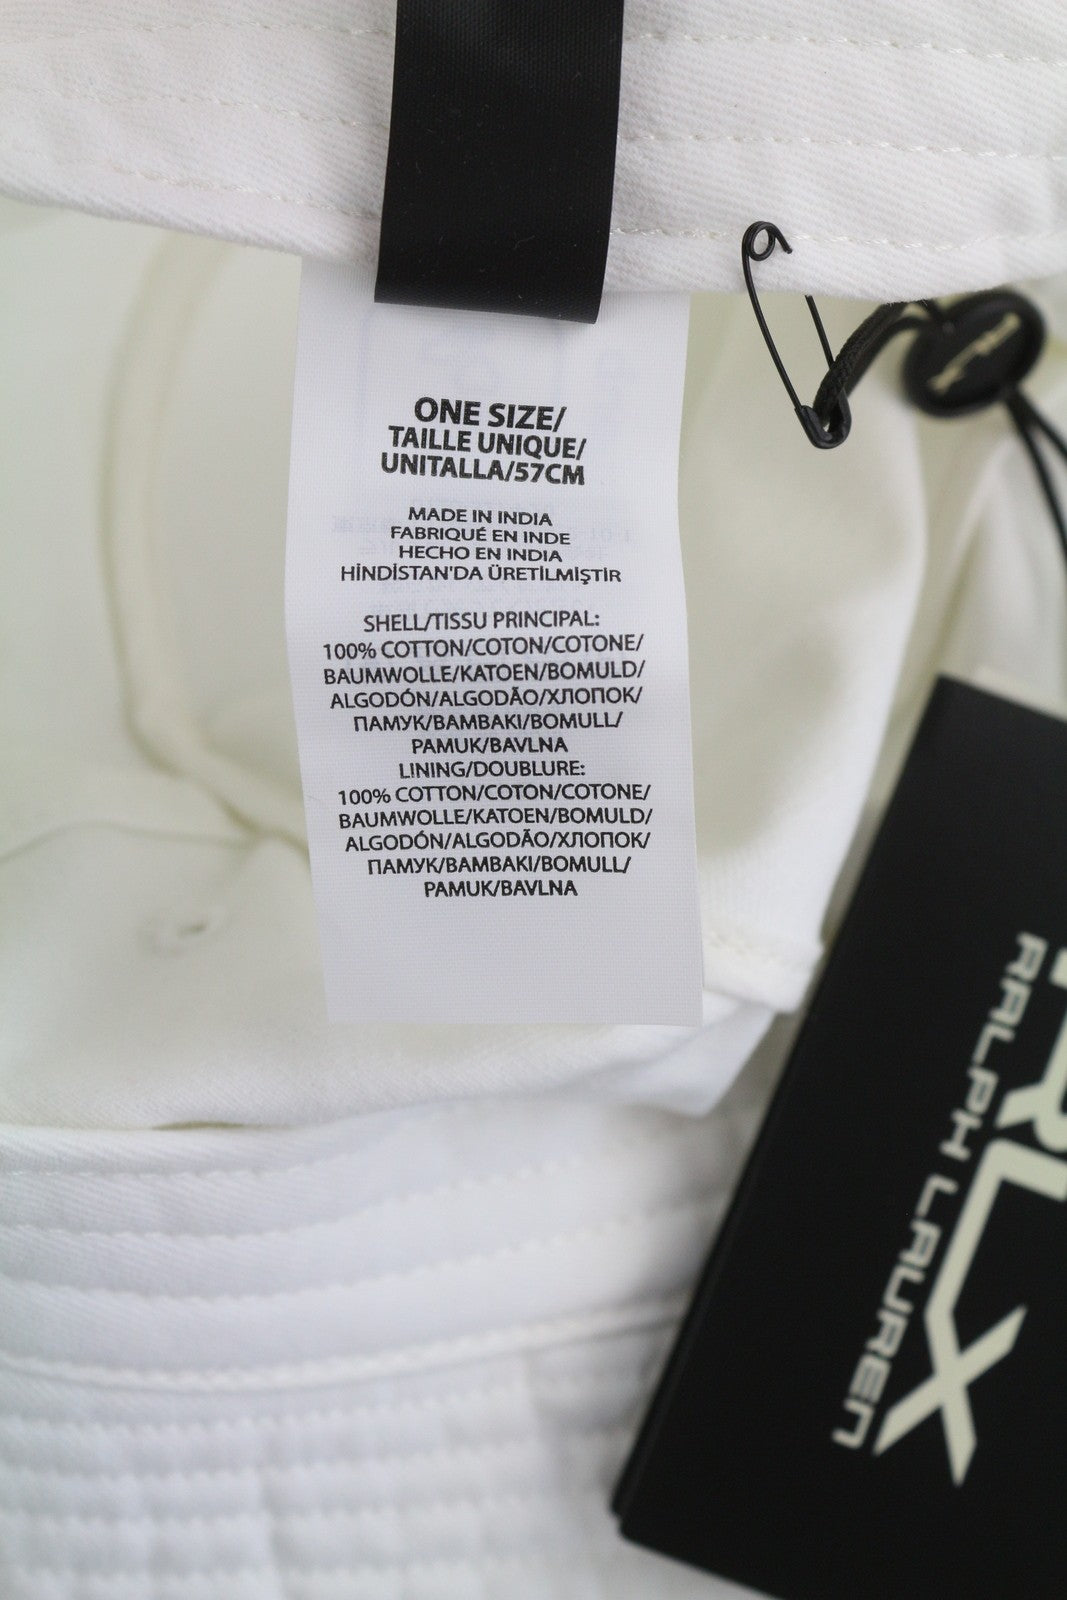 ONE SIZE/
TAILLE UNIQUE/
UNITALLA/57CM
MADE IN INDIA
FABRIQUÉ EN INDE
HECHO EN INDIA
HİNDİSTAN'DA ÜRETİLMİŞTİR
SHELL/TISSU PRINCIPAL:
100% COTTON/COTON/COTONE/
BAUMWOLLE/KATOEN/BOMULD/
ALGODÓN/ALGODÃO/ХЛОПОК/
ПАМУК/BAMBAKI/BOMULL/
PAMUK/BAVLNA
LINING/DOUBLURE:
100% COTTON/COTON/COTONE/
BAUMWOLLE/KATOEN/BOMULD/
ALGODÓN/ALGODÃO/ХЛОПОК/
ПАМУК/BAMBAKI/BOMULL/
PAMUK/BAVLNA
RLX
RALPH LAUREN